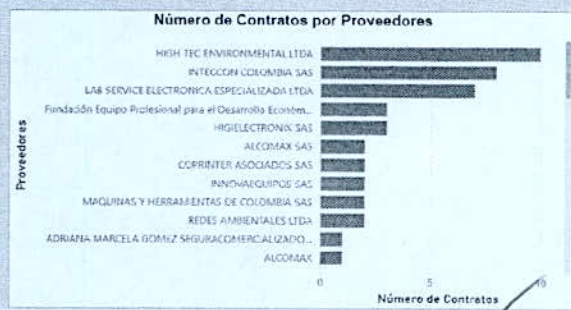 Número de Contratos por Proveedores
Proveedores
HIGH TEC ENVIRONMENTAL LTDA
INTECCON COLOMBIA SAS
LAB SERVICE ELECTRONICA ESPECIALIZADA LTDA
Fundación Equipo Profesional para el Desarrollo Económ...
HIGIELECTRONIX SAS
ALCOMAX SAS
COPRINTER ASOCIADOS SAS
INNOVAEQUIPOS SAS
MAQUINAS Y HERRAMIENTAS DE COLOMBIA SAS
REDES AMBIENTALES LTDA
ADRIANA MARCELA GOMEZ SEGURACOMERCIALIZADO...
ALCOMAX
0 5 10
Número de Contratos